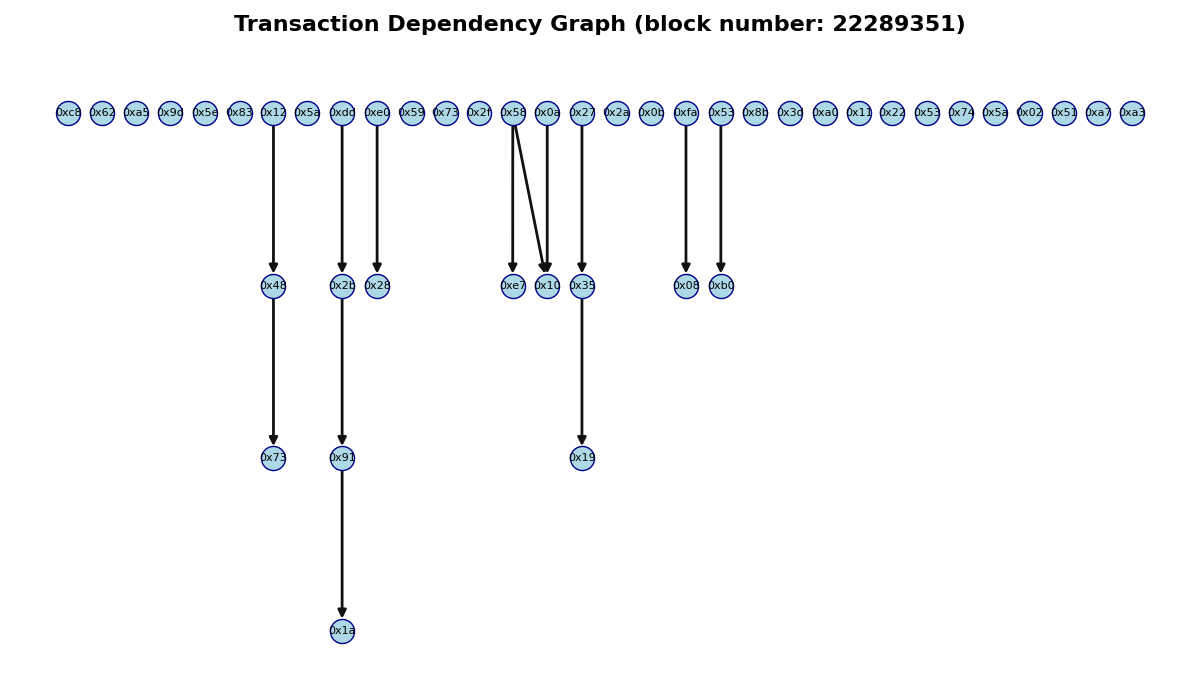 Transaction Dependency Graph (block number: 22289351)
0xc8 0x62 0xa5 0x9d 0x5e 0x83 0x12 0x5a 0xdd 0xe0 0x59 0x73 0x2f 0x58 0x0a 0x27 0x2a 0x0b 0xfa 0x53 0x8b 0x3d 0xa0 0x11 0x22 0x53 0x74 0x5a 0x02 0x51 0xa7 0xa3
0x48 0x2b 0x28 0xe7 0x10 0x35 0x08 0xb0
0x73 0x91 0x19
0x1a